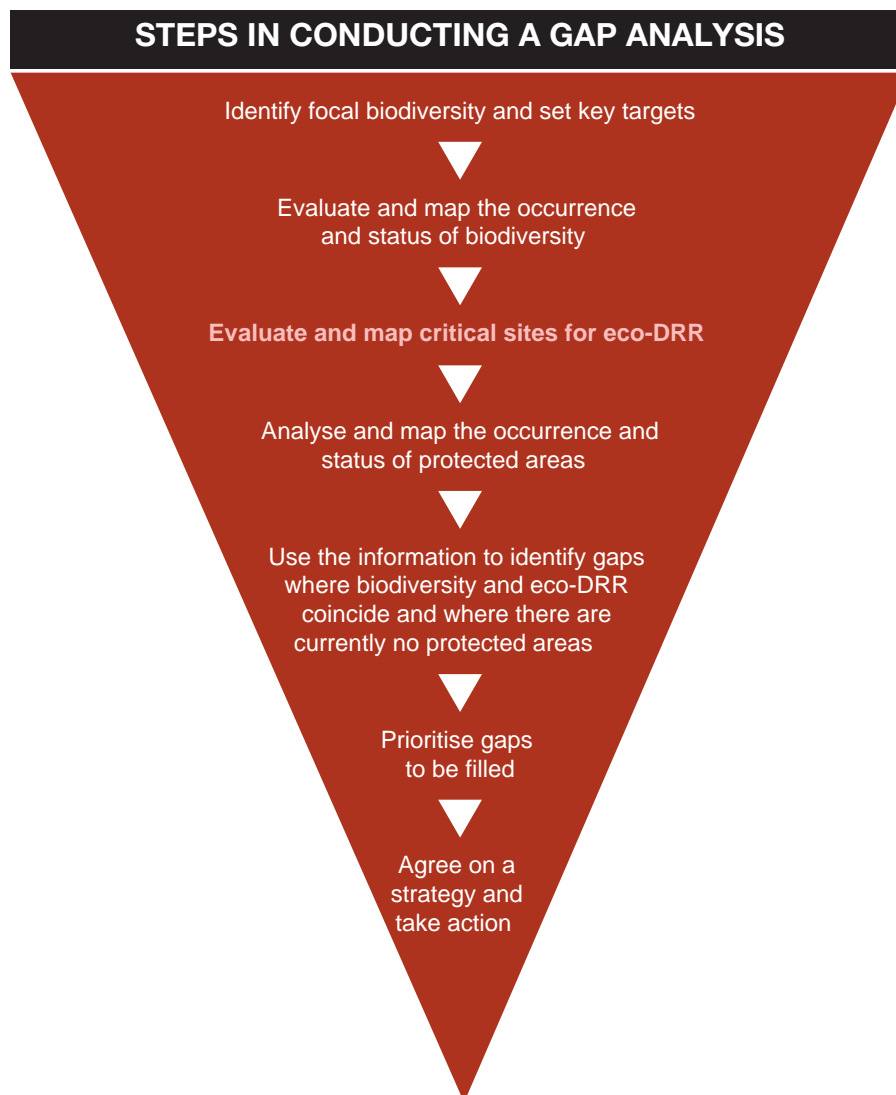 STEPS IN CONDUCTING A GAP ANALYSIS
Identify focal biodiversity and set key targets
Evaluate and map the occurrence
and status of biodiversity
Evaluate and map critical sites for eco-DRR
Analyse and map the occurrence and
status of protected areas
Use the information to identify gaps
where biodiversity and eco-DRR
coincide and where there are
currently no protected areas
Prioritise gaps
to be filled
Agree on a
strategy and
take action